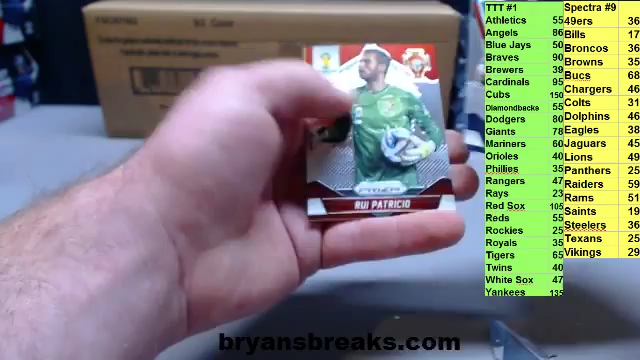 PRIZM
RUI PATRICIO
bryansbreaks.com
TTT #1
Athletics 55
Angels 86
Blue Jays 50
Braves 90
Brewers 39
Cardinals 95
Cubs 150
Diamondbacks 55
Dodgers 80
Giants 78
Mariners 60
Orioles 40
Phillies 35
Rangers 47
Rays 23
Red Sox 105
Reds 55
Rockies 25
Royals 35
Tigers 65
Twins 40
White Sox 47
Yankees 135
Spectra #9
49ers 36
Bills 17
Broncos 36
Browns 35
Bucs 68
Chargers 46
Colts 31
Dolphins 46
Eagles 38
Jaguars 45
Lions 49
Panthers 25
Raiders 59
Rams 51
Saints 19
Steelers 36
Texans 25
Vikings 29